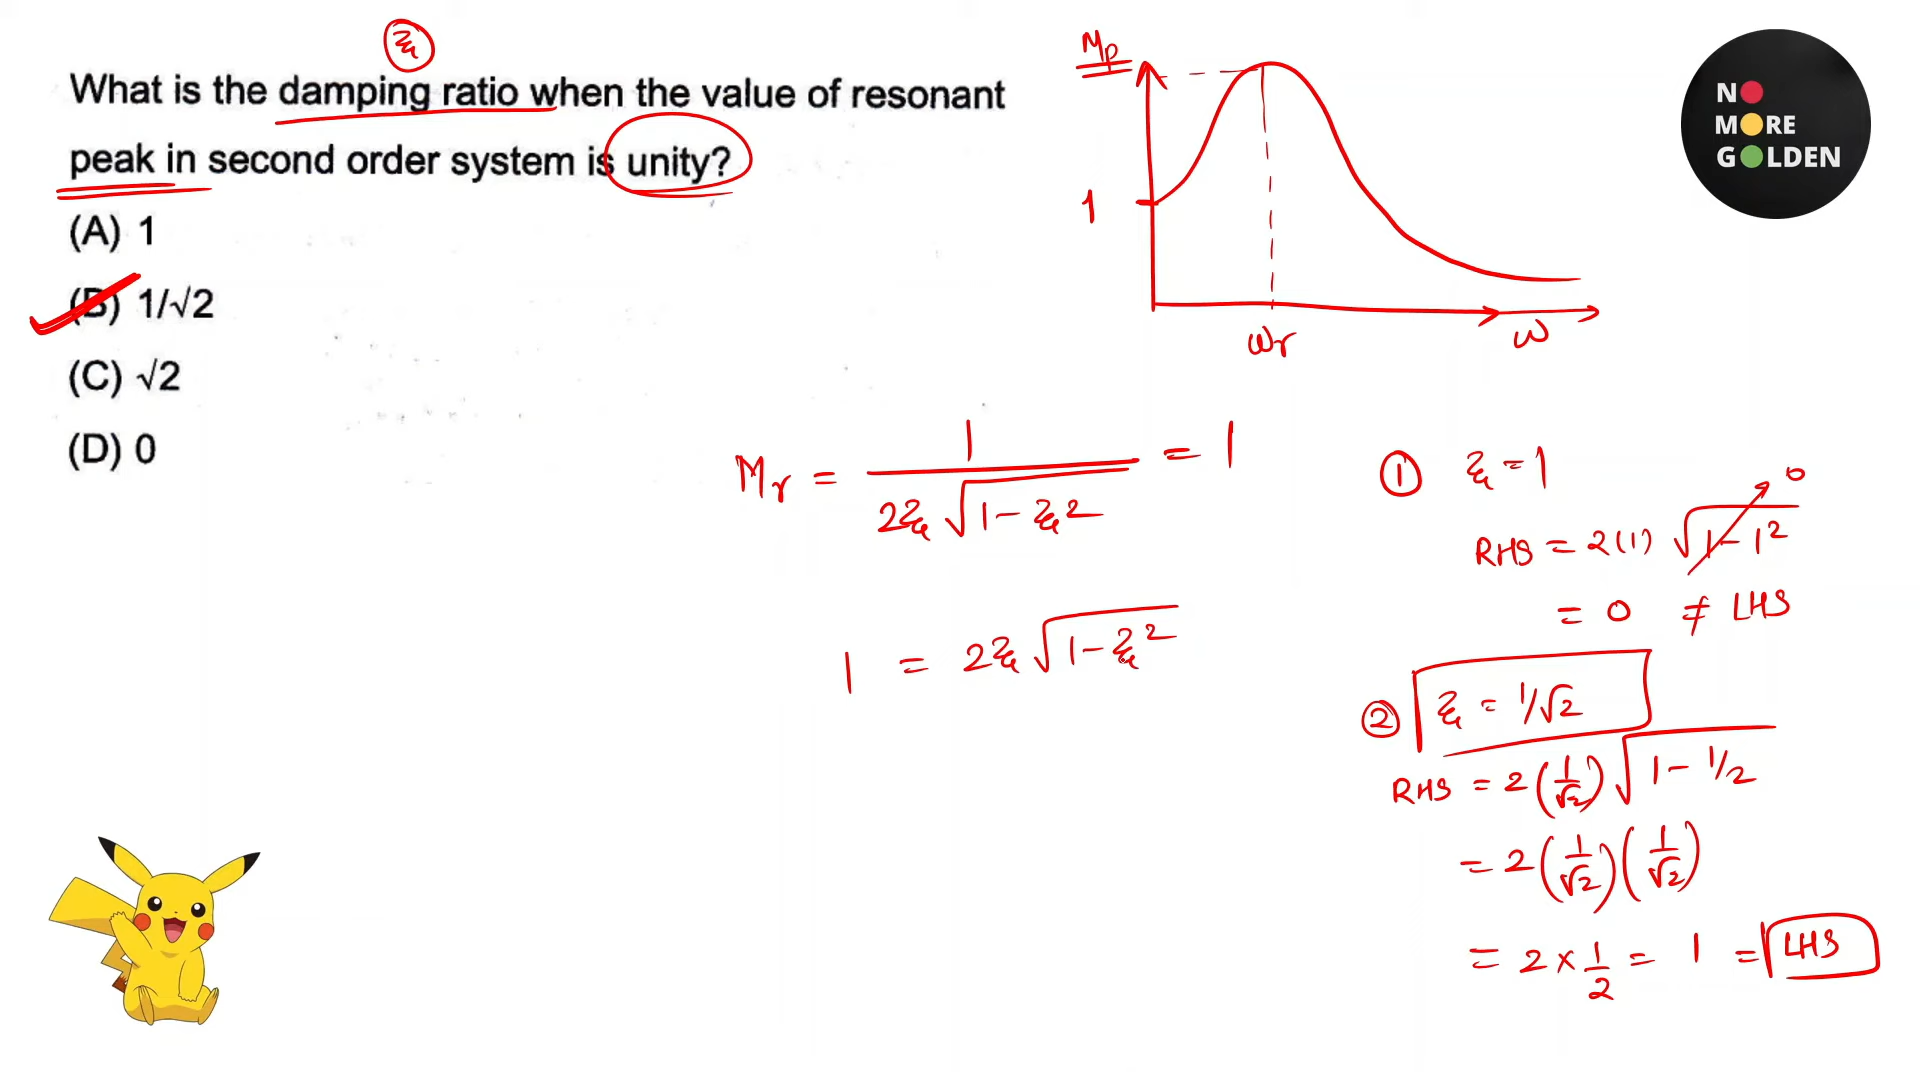 ξ
What is the damping ratio when the value of resonant
peak in second order system is unity?
(A) 1
(B) 1/√2
(C) √2
(D) 0
Mp
1
ωr
ω
NO
MORE
GOLDEN
Mr = 1 / 2ξ√1-ξ² = 1
1 = 2ξ√1-ξ²
① ξ = 1
RHS = 2(1) √1-1² 0
= 0 ≠ LHS
② ξ = 1/√2
RHS = 2(1/√2)√1-1/2
= 2(1/√2)(1/√2)
= 2 × 1/2 = 1 = LHS